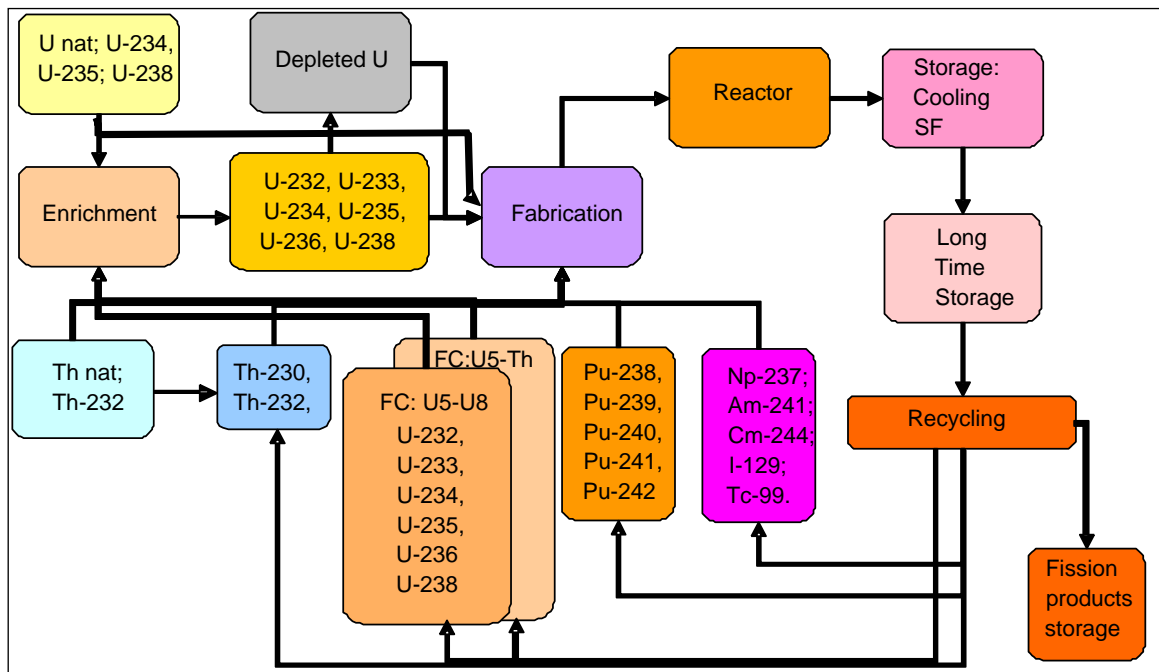 U nat; U-234,
U-235; U-238
Depleted U
Reactor
Storage:
Cooling
SF
Enrichment
U-232, U-233,
U-234, U-235,
U-236, U-238
Fabrication
Long
Time
Storage
Th nat;
Th-232
Th-230,
Th-232,
FC:U5-Th
FC: U5-U8
U-232,
U-233,
U-234,
U-235,
U-236
U-238
Pu-238,
Pu-239,
Pu-240,
Pu-241,
Pu-242
Np-237;
Am-241;
Cm-244;
I-129;
Tc-99.
Recycling
Fission
products
storage